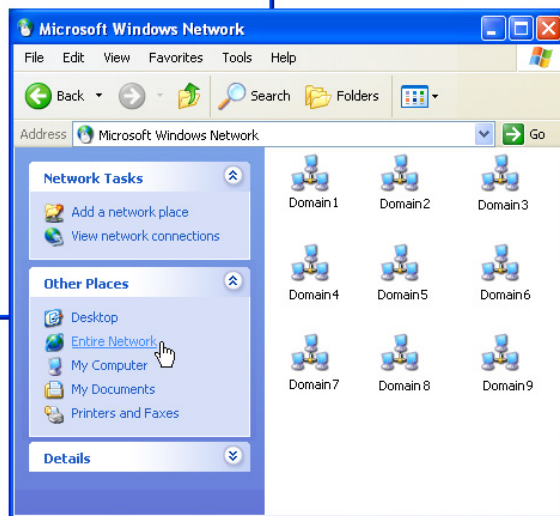 Microsoft Windows Network
File Edit View Favorites Tools Help
Back Search Folders
Address Microsoft Windows Network Go
Network Tasks
Add a network place
View network connections
Other Places
Desktop
Entire Network
My Computer
My Documents
Printers and Faxes
Details
Domain1 Domain2 Domain3
Domain4 Domain5 Domain6
Domain7 Domain8 Domain9